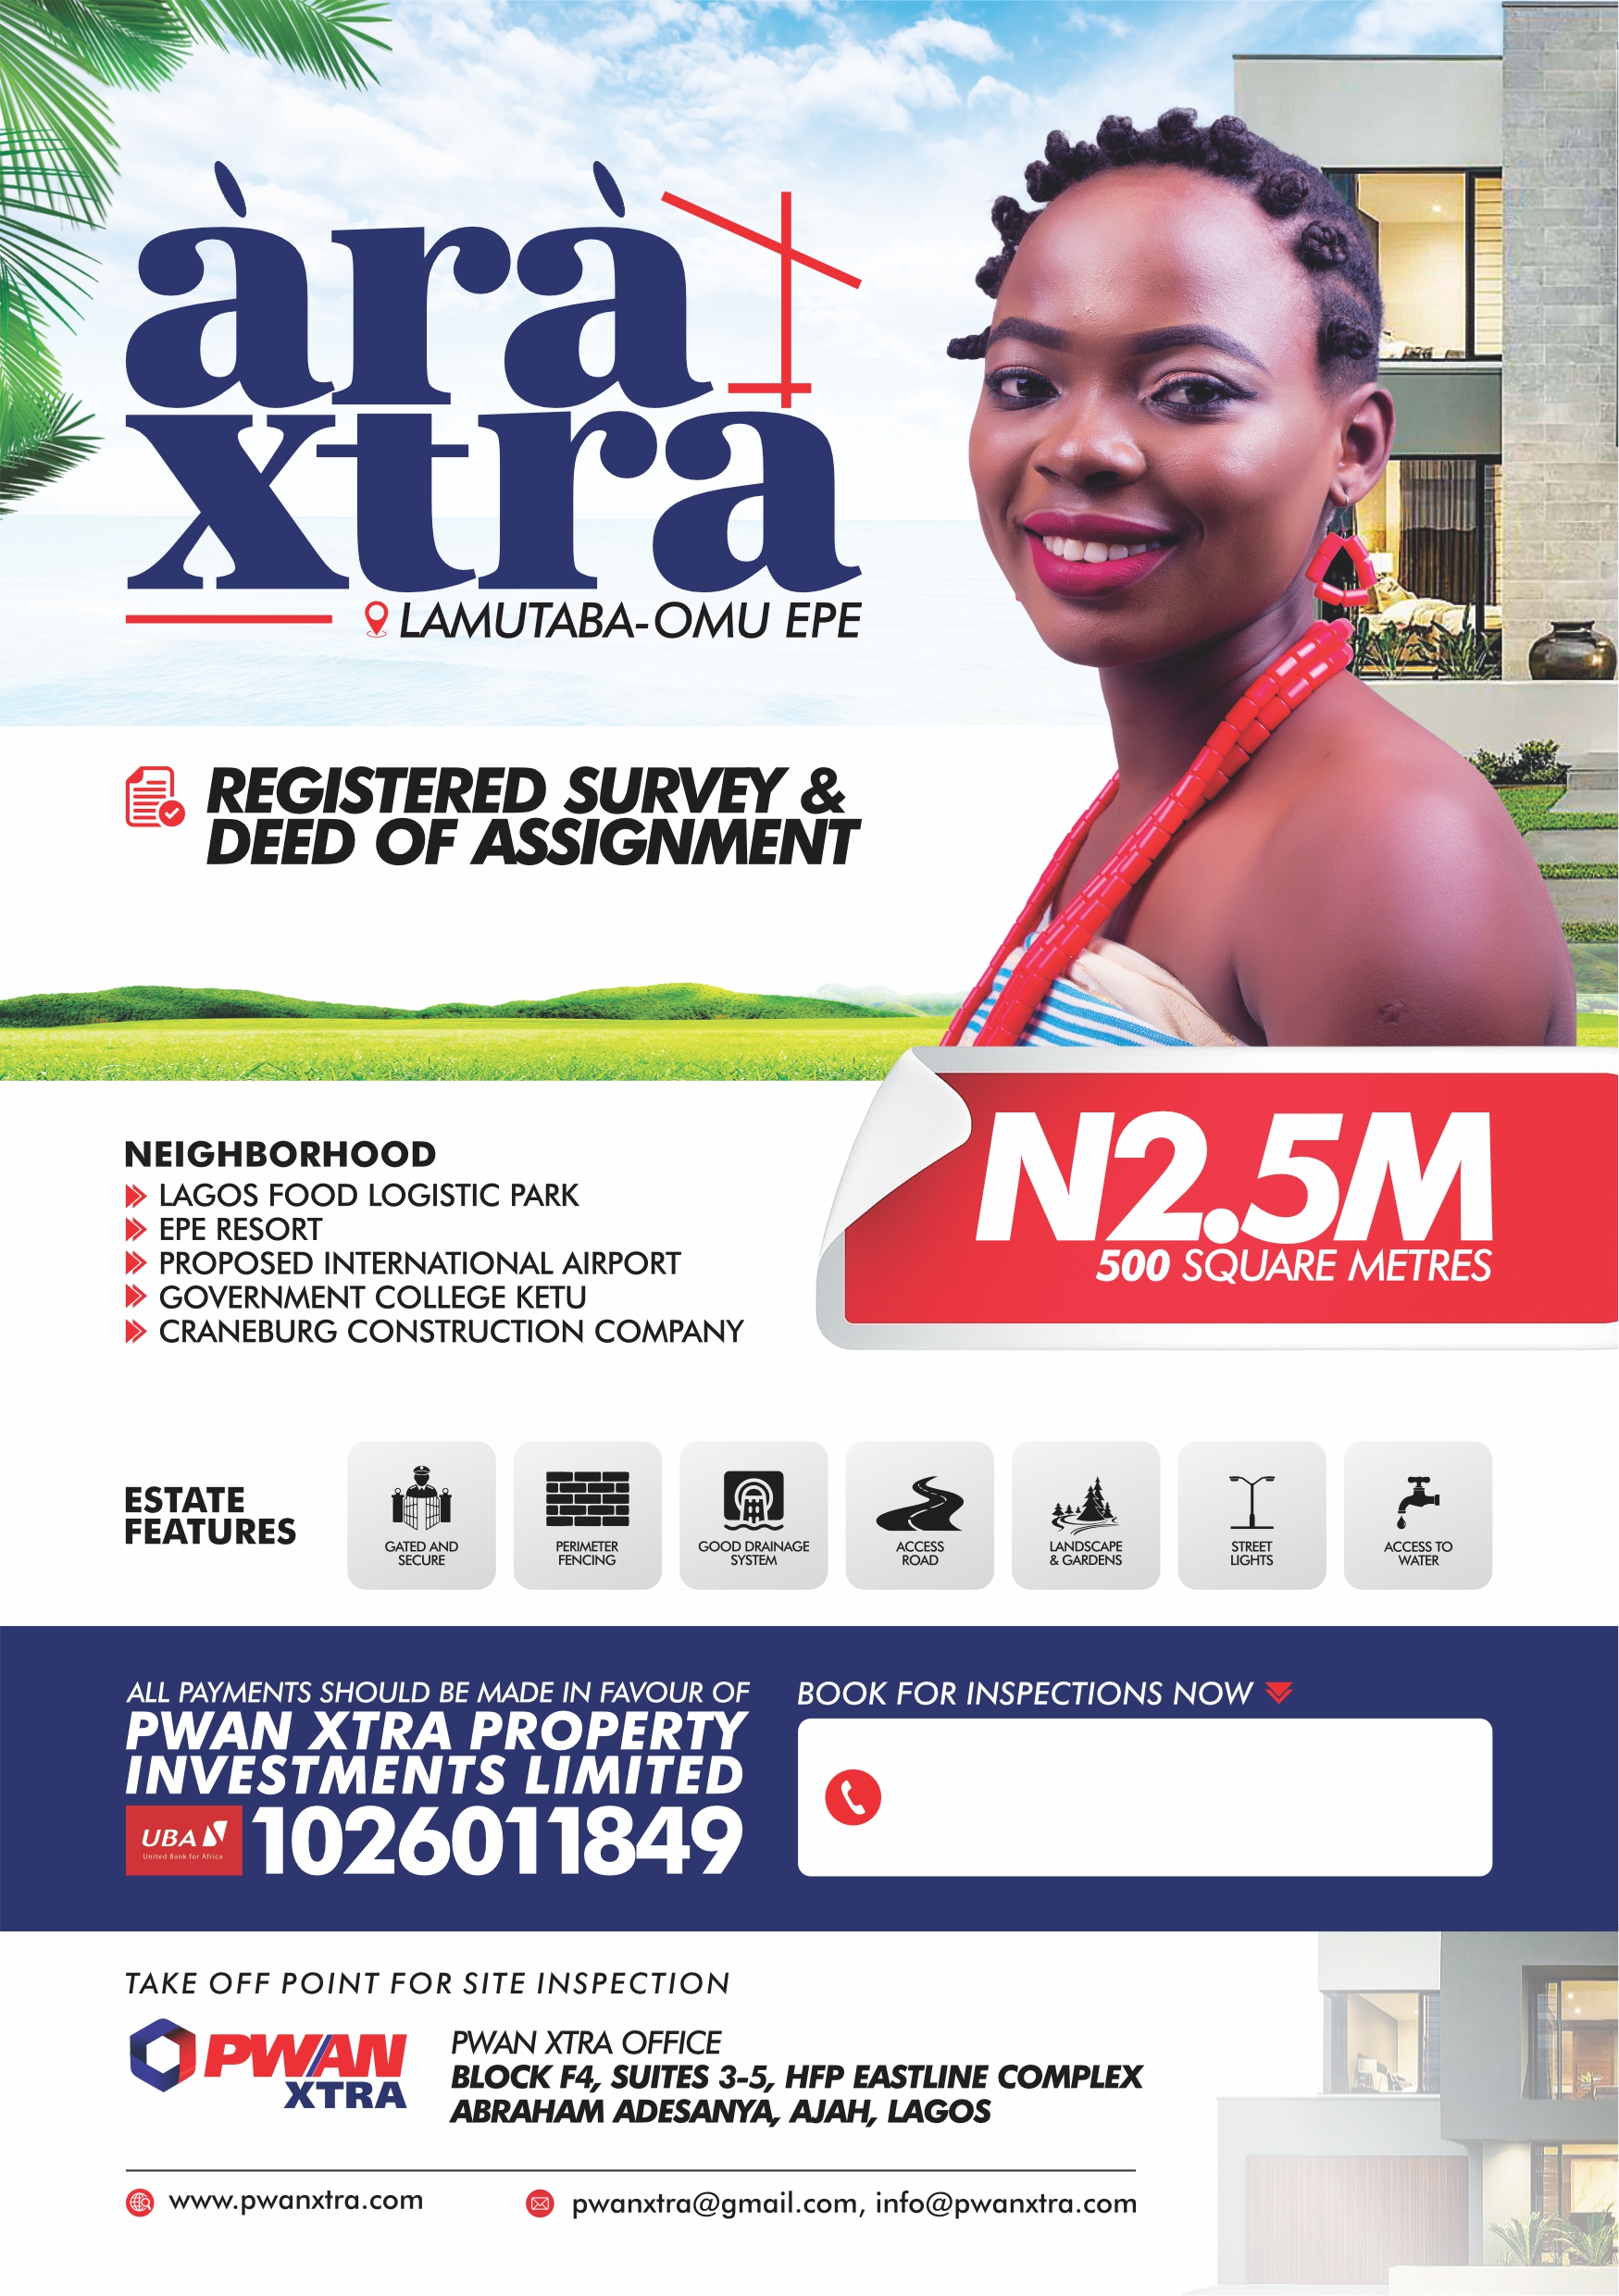 àrà
xtra
LAMUTABA-OMU EPE
REGISTERED SURVEY &
DEED OF ASSIGNMENT
N2.5M
500 SQUARE METRES
NEIGHBORHOOD
LAGOS FOOD LOGISTIC PARK
EPE RESORT
PROPOSED INTERNATIONAL AIRPORT
GOVERNMENT COLLEGE KETU
CRANEBURG CONSTRUCTION COMPANY
ESTATE
FEATURES
GATED AND
SECURE
PERIMETER
FENCING
GOOD DRAINAGE
SYSTEM
ACCESS
ROAD
LANDSCAPE
& GARDENS
STREET
LIGHTS
ACCESS TO
WATER
ALL PAYMENTS SHOULD BE MADE IN FAVOUR OF
PWAN XTRA PROPERTY
INVESTMENTS LIMITED
UBA
United Bank for Africa
1026011849
BOOK FOR INSPECTIONS NOW
TAKE OFF POINT FOR SITE INSPECTION
PWAN
XTRA
PWAN XTRA OFFICE
BLOCK F4, SUITES 3-5, HFP EASTLINE COMPLEX
ABRAHAM ADESANYA, AJAH, LAGOS
www.pwanxtra.com
pwanxtra@gmail.com, info@pwanxtra.com